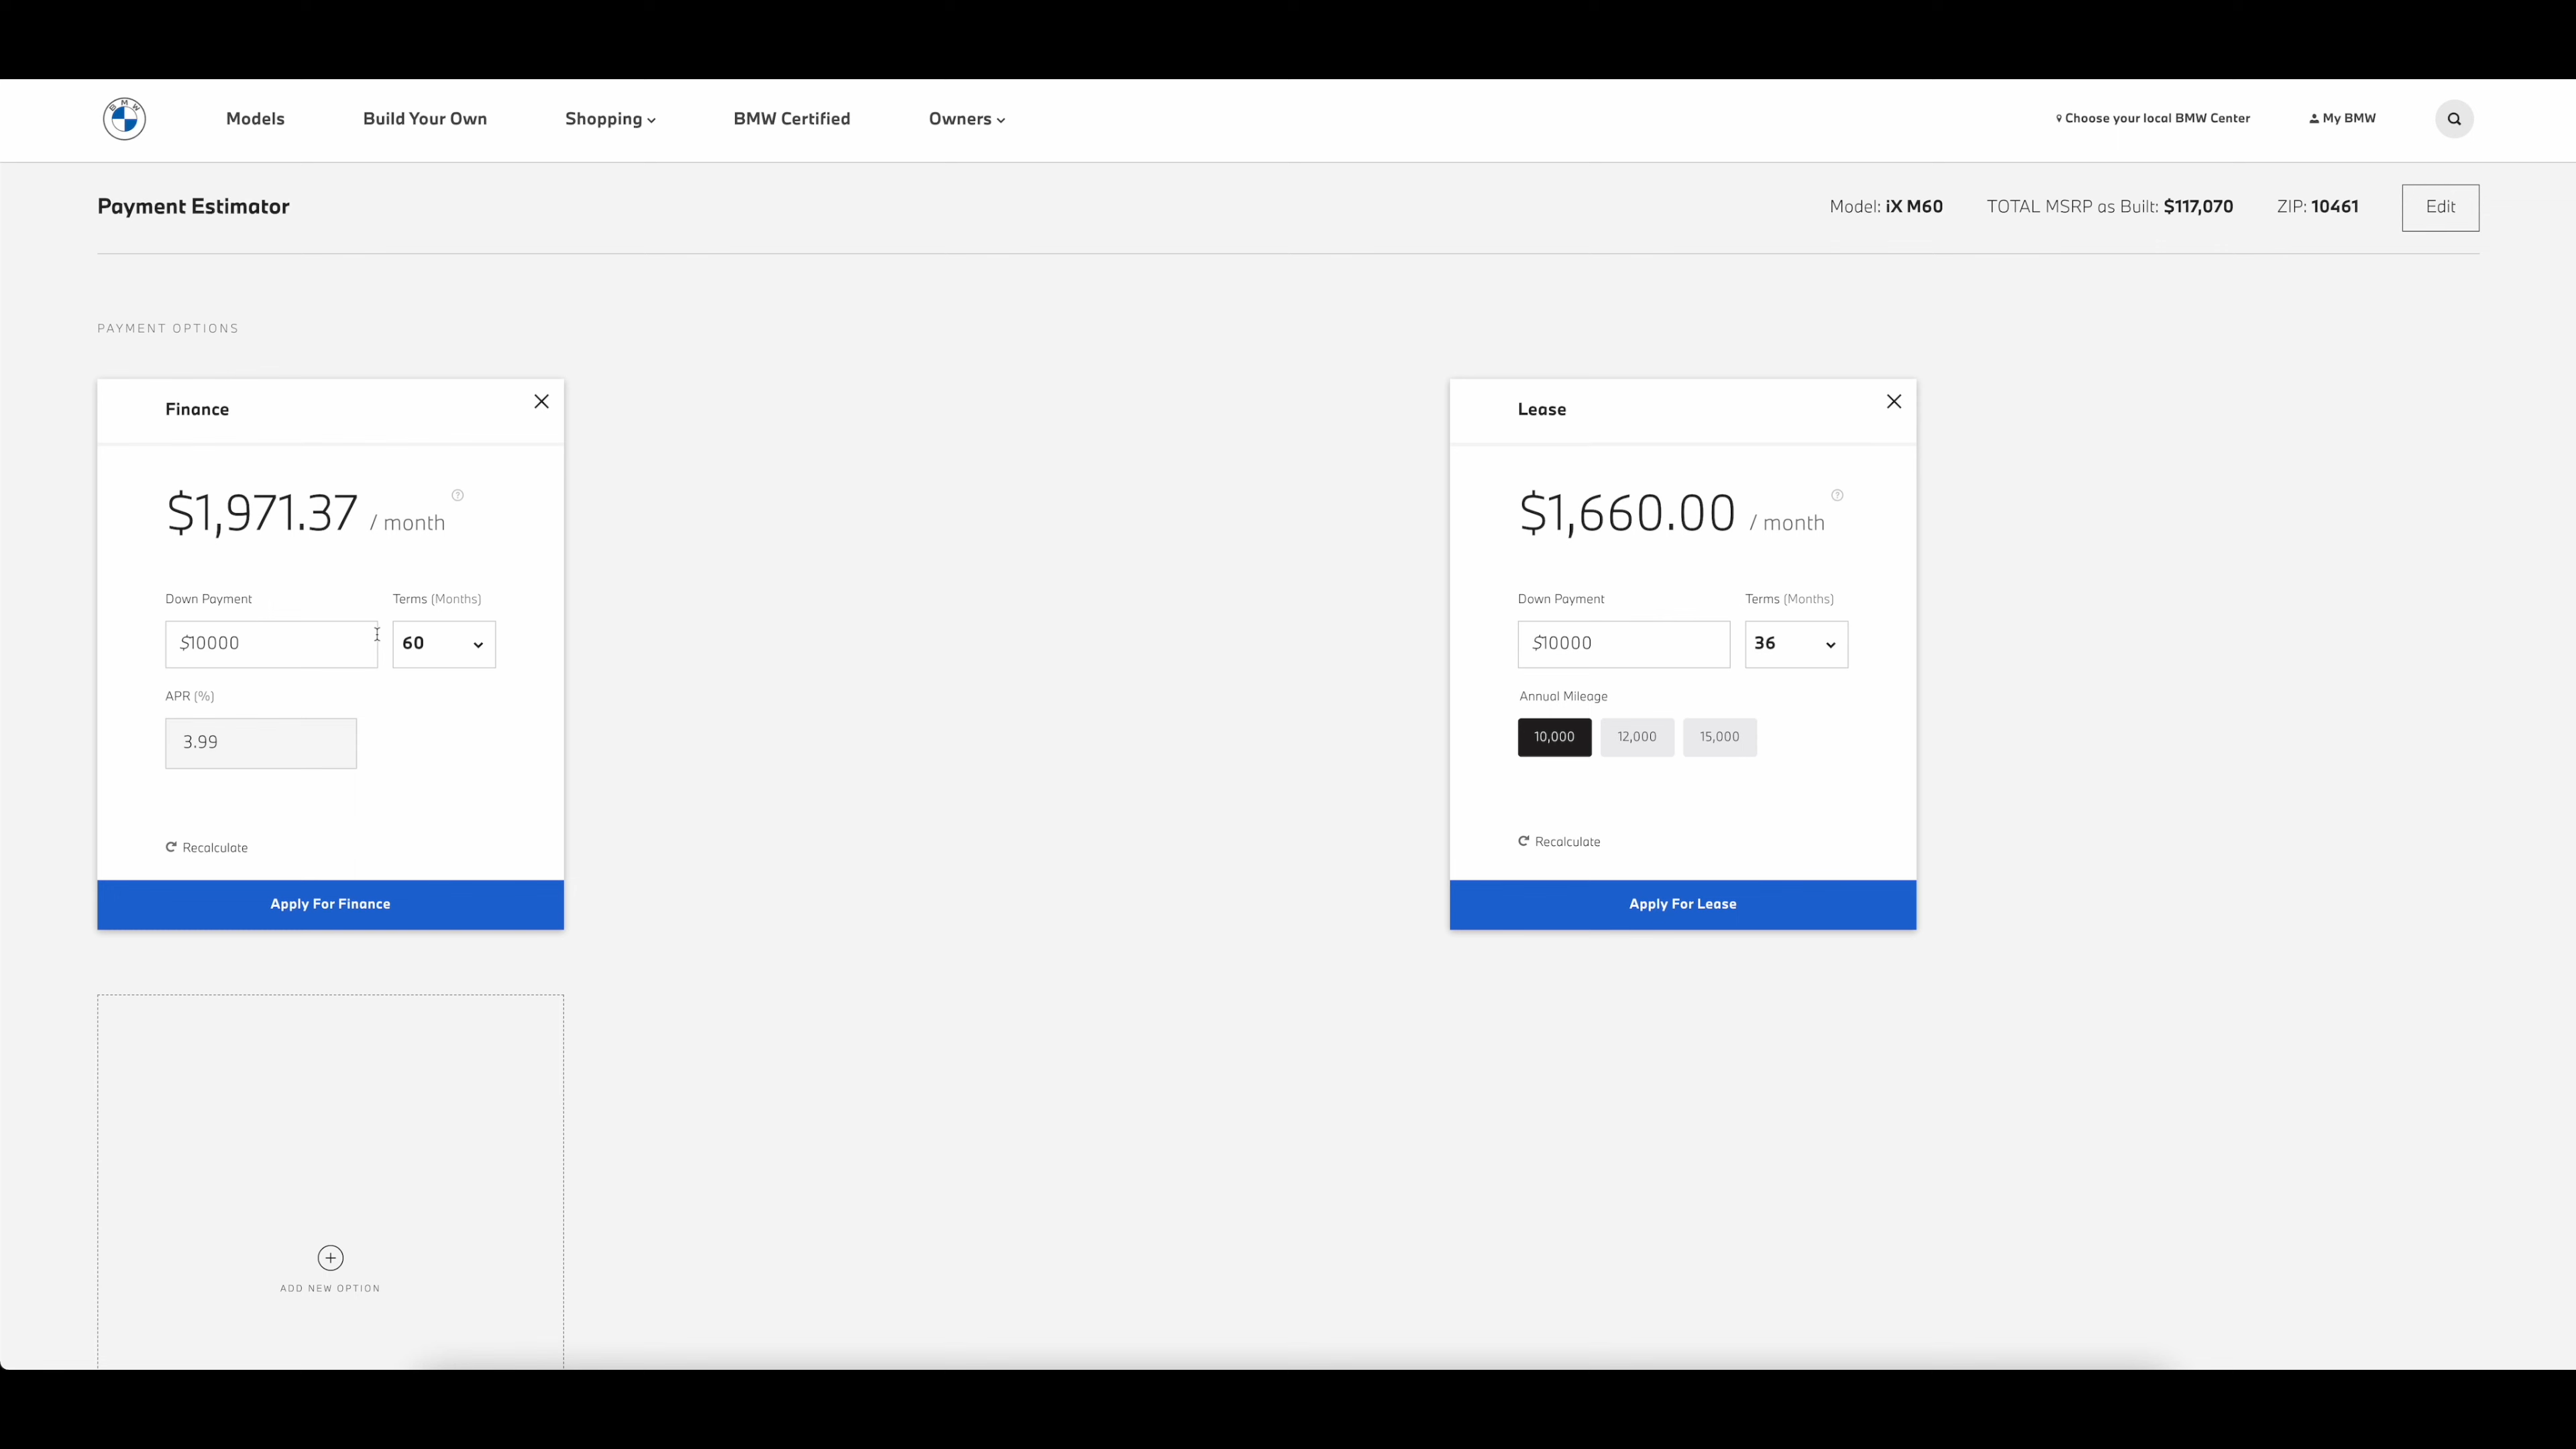 BMW
Models
Build Your Own
Shopping
BMW Certified
Owners
Choose your local BMW Center
My BMW
Payment Estimator
Model: iX M60
TOTAL MSRP as Built: $117,070
ZIP: 10461
Edit
PAYMENT OPTIONS
Finance
$1,971.37 / month
?
Down Payment
Terms (Months)
$10000
60
APR (%)
3.99
Recalculate
Apply For Finance
Lease
$1,660.00 / month
?
Down Payment
Terms (Months)
$10000
36
Annual Mileage
10,000
12,000
15,000
Recalculate
Apply For Lease
ADD NEW OPTION